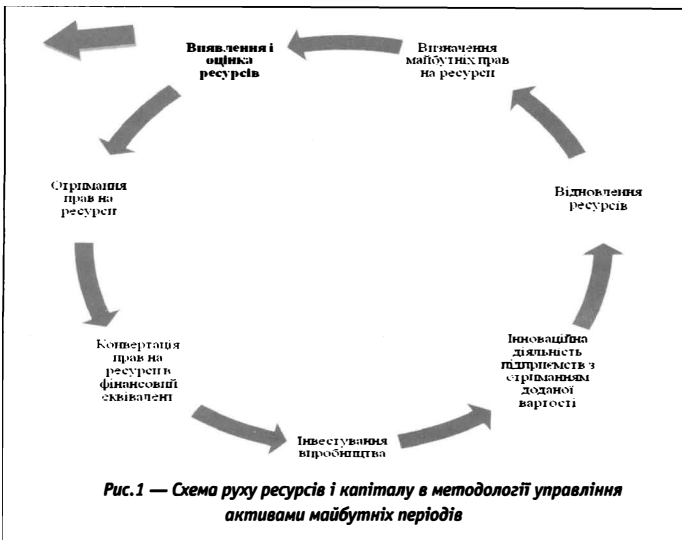 Виявлення і
оцінка
ресурсів
Визначення
майбутніх прав
на ресурси
Отримання
прав на
ресурси
Відновлення
ресурсів
Конвертація
прав на
ресурси в
фінансовий
еквівалент
Інноваційна
діяльність
підприємств з
отриманням
доданої
вартості
Інвестування
виробництва
Рис.1 — Схема руху ресурсів і капіталу в методології управління
активами майбутніх періодів